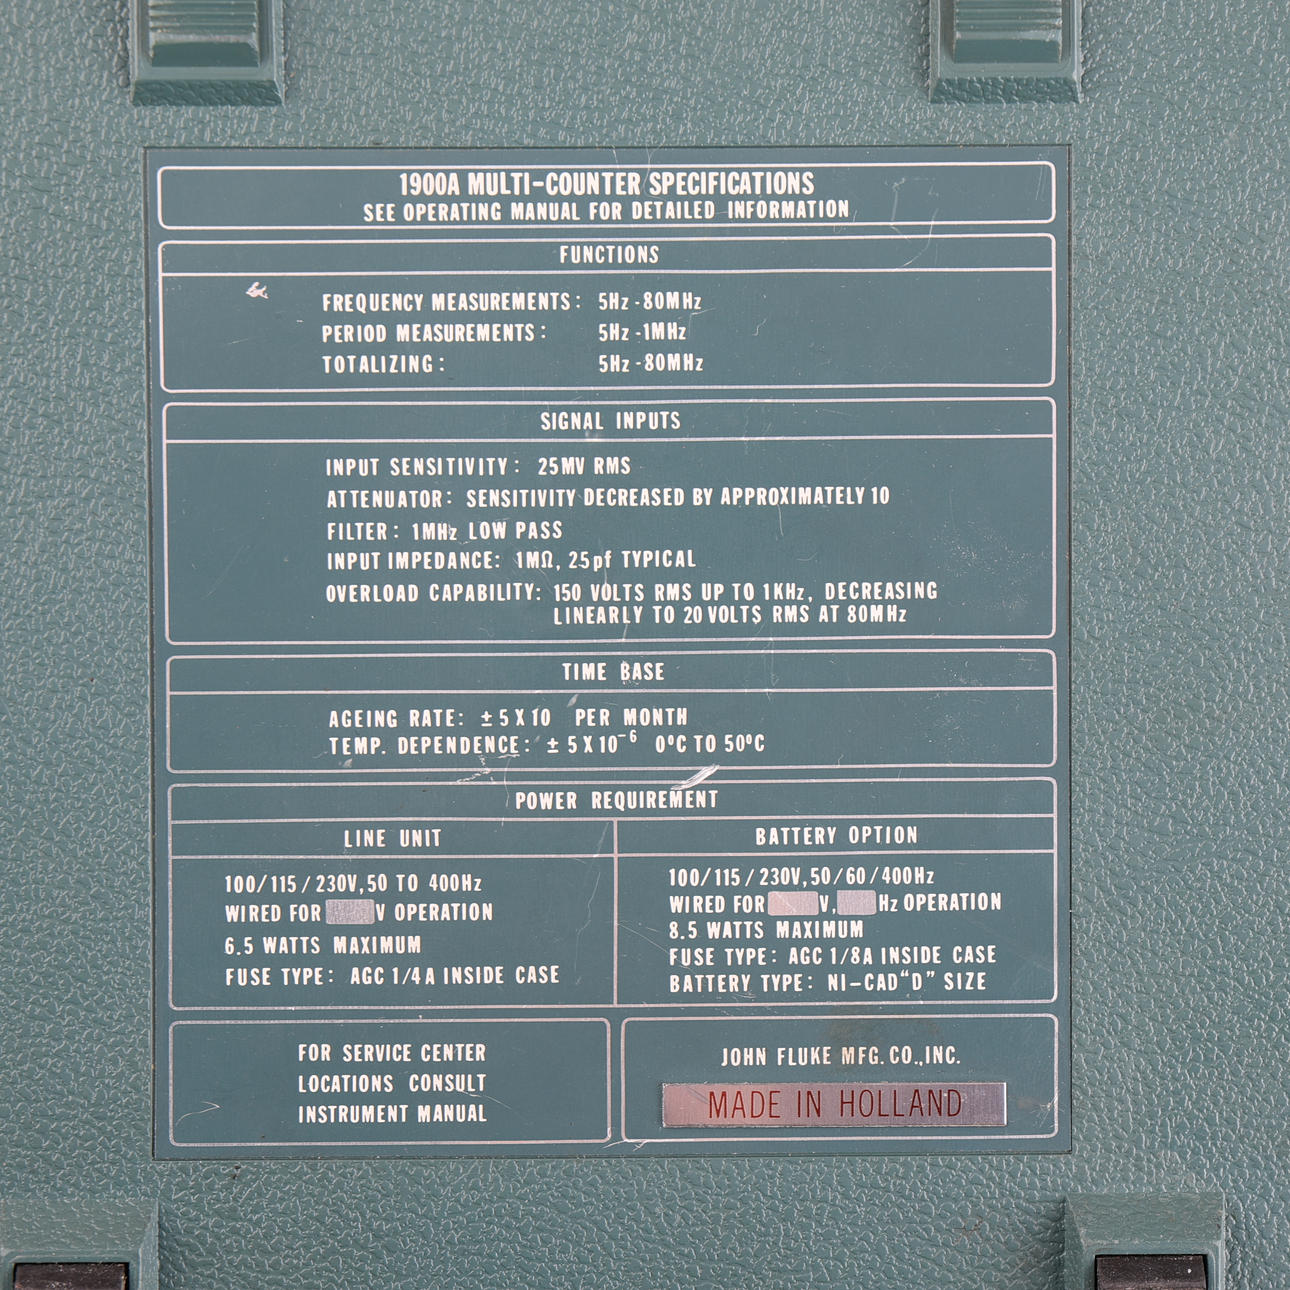 1900A MULTI-COUNTER SPECIFICATIONS
SEE OPERATING MANUAL FOR DETAILED INFORMATION
FUNCTIONS
FREQUENCY MEASUREMENTS: 5Hz -80MHz
PERIOD MEASUREMENTS: 5Hz -1MHz
TOTALIZING: 5Hz -80MHz
SIGNAL INPUTS
INPUT SENSITIVITY: 25MV RMS
ATTENUATOR: SENSITIVITY DECREASED BY APPROXIMATELY 10
FILTER: 1MHz LOW PASS
INPUT IMPEDANCE: 1MΩ, 25pf TYPICAL
OVERLOAD CAPABILITY: 150 VOLTS RMS UP TO 1KHz, DECREASING
LINEARLY TO 20 VOLTS RMS AT 80MHz
TIME BASE
AGEING RATE: ±5X10 PER MONTH
TEMP. DEPENDENCE: ±5X10⁻⁶ 0ºC TO 50ºC
POWER REQUIREMENT
LINE UNIT
100/115/230V,50 TO 400Hz
WIRED FOR V OPERATION
6.5 WATTS MAXIMUM
FUSE TYPE: AGC 1/4A INSIDE CASE
BATTERY OPTION
100/115/230V,50/60/400Hz
WIRED FOR V, Hz OPERATION
8.5 WATTS MAXIMUM
FUSE TYPE: AGC 1/8A INSIDE CASE
BATTERY TYPE: NI-CAD "D" SIZE
FOR SERVICE CENTER
LOCATIONS CONSULT
INSTRUMENT MANUAL
JOHN FLUKE MFG. CO., INC.
MADE IN HOLLAND